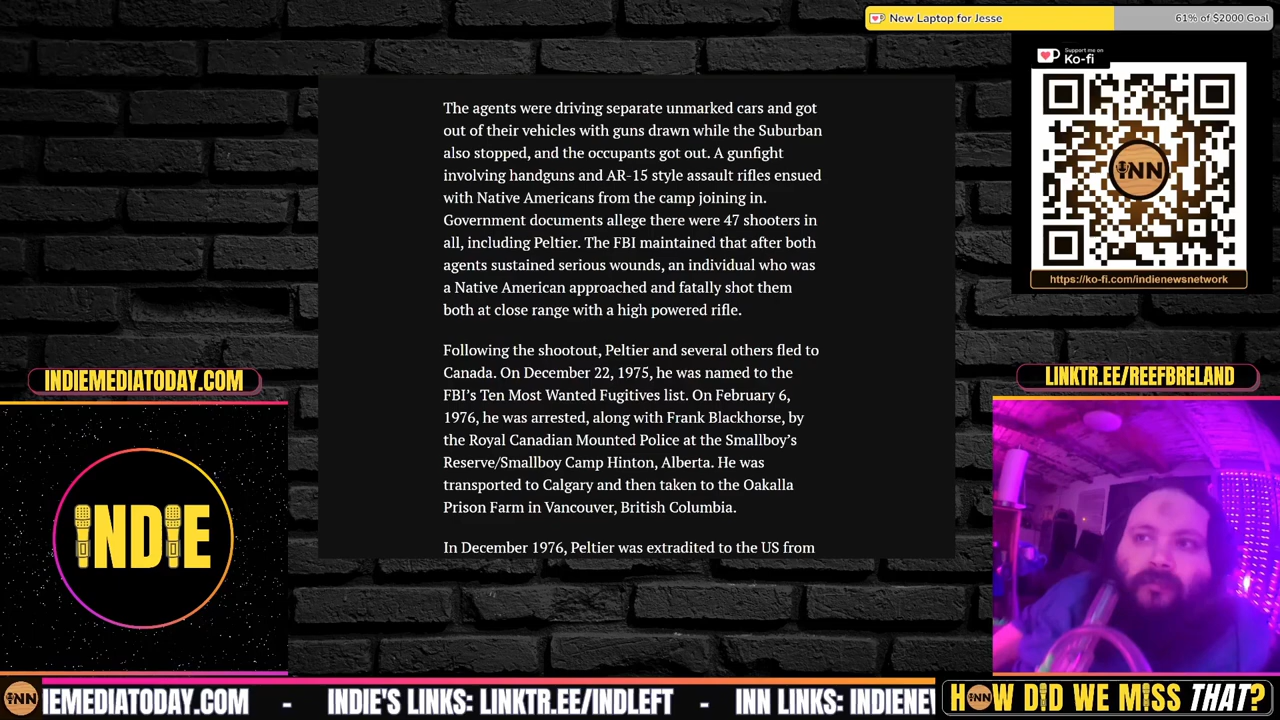 New Laptop for Jesse
61% of $2000 Goal
Support me on
Ko-fi
iNN
https://ko-fi.com/indienewsnetwork
The agents were driving separate unmarked cars and got
out of their vehicles with guns drawn while the Suburban
also stopped, and the occupants got out. A gunfight
involving handguns and AR-15 style assault rifles ensued
with Native Americans from the camp joining in.
Government documents allege there were 47 shooters in
all, including Peltier. The FBI maintained that after both
agents sustained serious wounds, an individual who was
a Native American approached and fatally shot them
both at close range with a high powered rifle.
Following the shootout, Peltier and several others fled to
Canada. On December 22, 1975, he was named to the
FBI’s Ten Most Wanted Fugitives list. On February 6,
1976, he was arrested, along with Frank Blackhorse, by
the Royal Canadian Mounted Police at the Smallboy’s
Reserve/Smallboy Camp Hinton, Alberta. He was
transported to Calgary and then taken to the Oakalla
Prison Farm in Vancouver, British Columbia.
In December 1976, Peltier was extradited to the US from
INDIEMEDIATODAY.COM
INDIE
LINKTR.EE/REEFBRELAND
iNN
IEMEDIATODAY.COM - INDIE'S LINKS: LINKTR.EE/INDLEFT - INN LINKS: INDIENE
HOW DID WE MISS THAT?